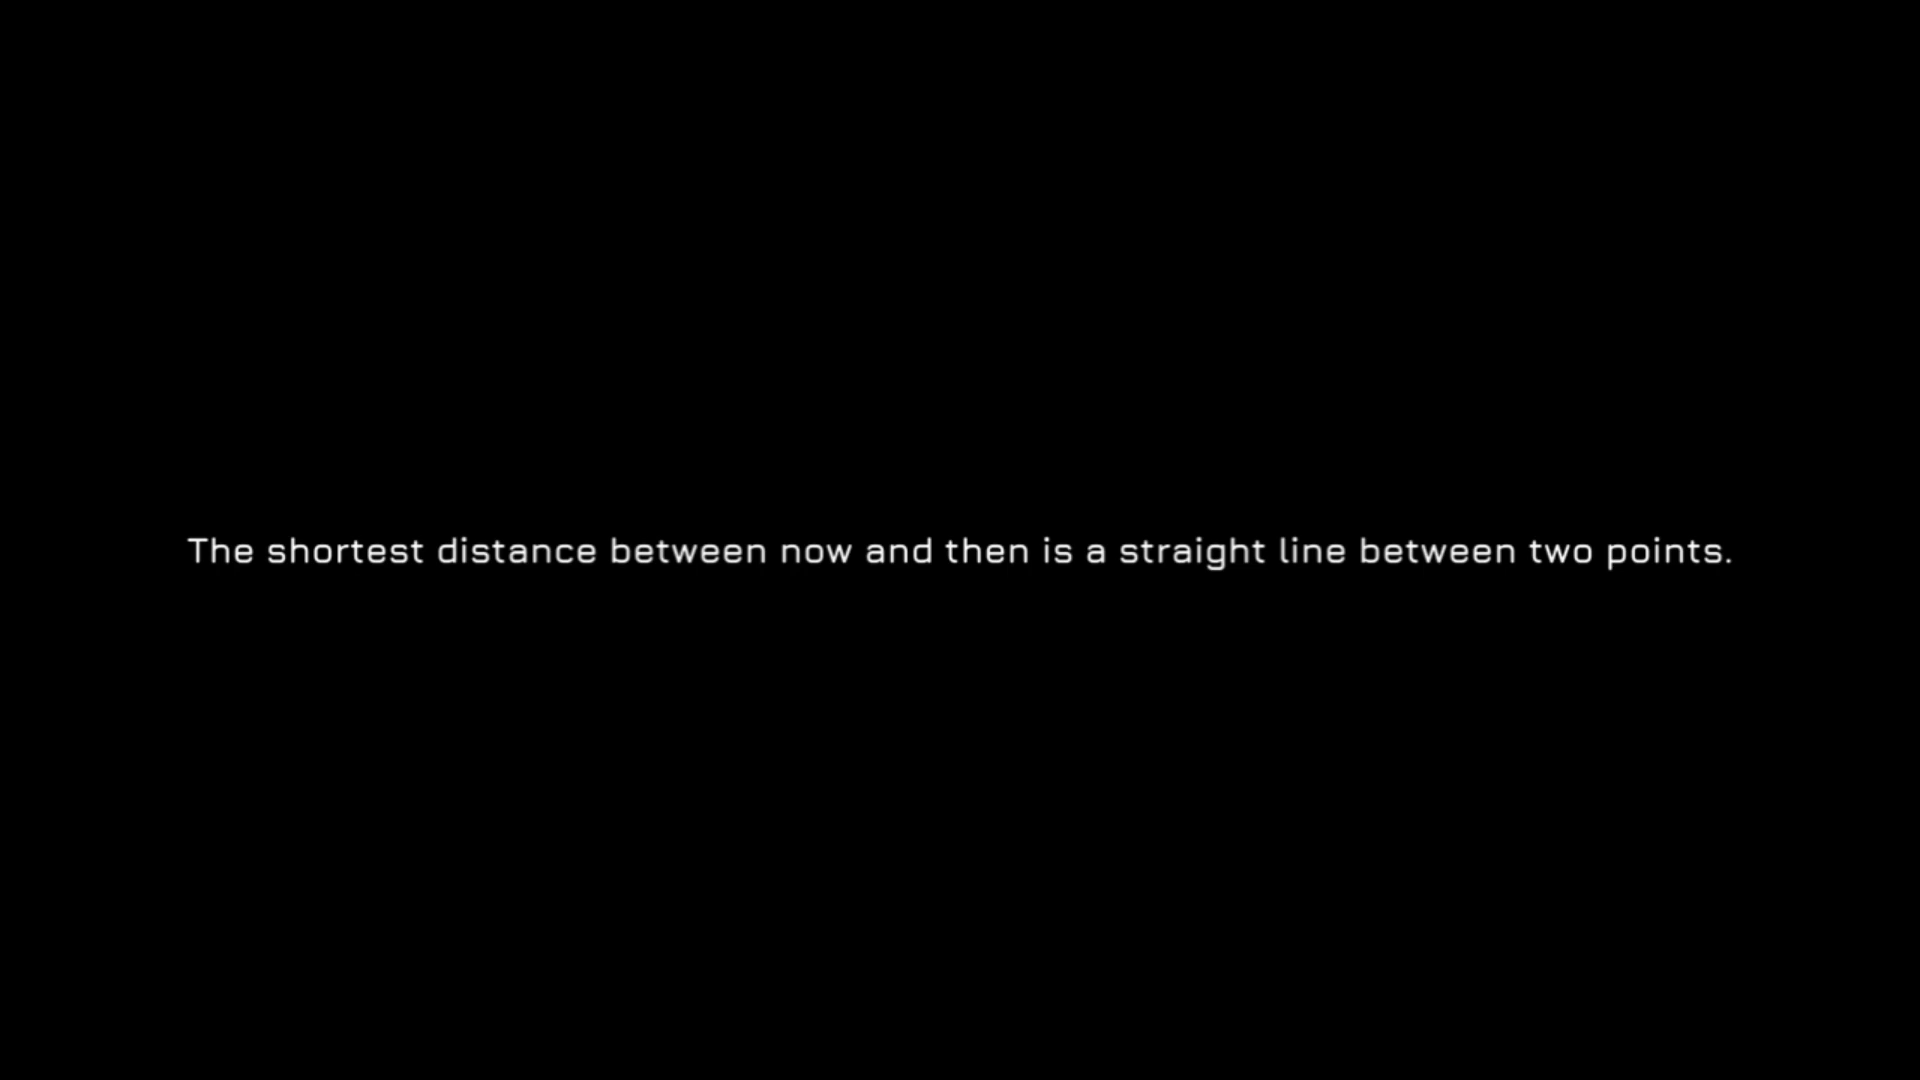 The shortest distance between now and then is a straight line between two points.